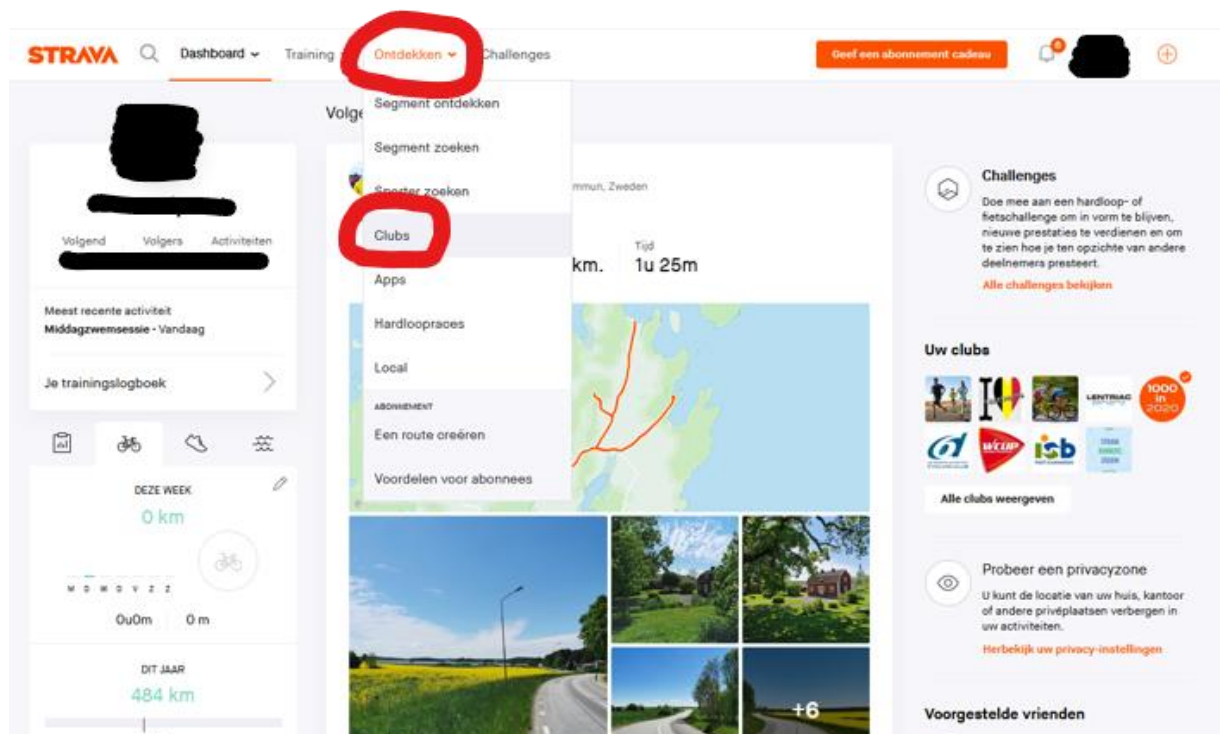 STRAVA Dashboard Training Ontdekken Challenges Geef een abonnement cadeau
Segment ontdekken
Segment zoeken
Sporter zoeken
Clubs
Apps
Hardloopraces
Local
ABONNEMENT
Een route creëren
Voordelen voor abonnees
Volgend Volgers Activiteiten
Meest recente activiteit
Middagzwemsessie - Vandaag
Je trainingslogboek
DEZE WEEK
0 km
M D W D V Z Z
0u0m 0 m
DIT JAAR
484 km
Zweden
Tijd
km. 1u 25m
+6
Challenges
Doe mee aan een hardloop- of
fietschallenge om in vorm te blijven,
nieuwe prestaties te verdienen en om
te zien hoe je ten opzichte van andere
deelnemers presteert.
Alle challenges bekijken
Uw clubs
LENTRIAC
1000
in
2020
WCUP
isb
Alle clubs weergeven
Probeer een privacyzone
U kunt de locatie van uw huis, kantoor
of andere privéplaatsen verbergen in
uw activiteiten.
Herbekijk uw privacy-instellingen
Voorgestelde vrienden